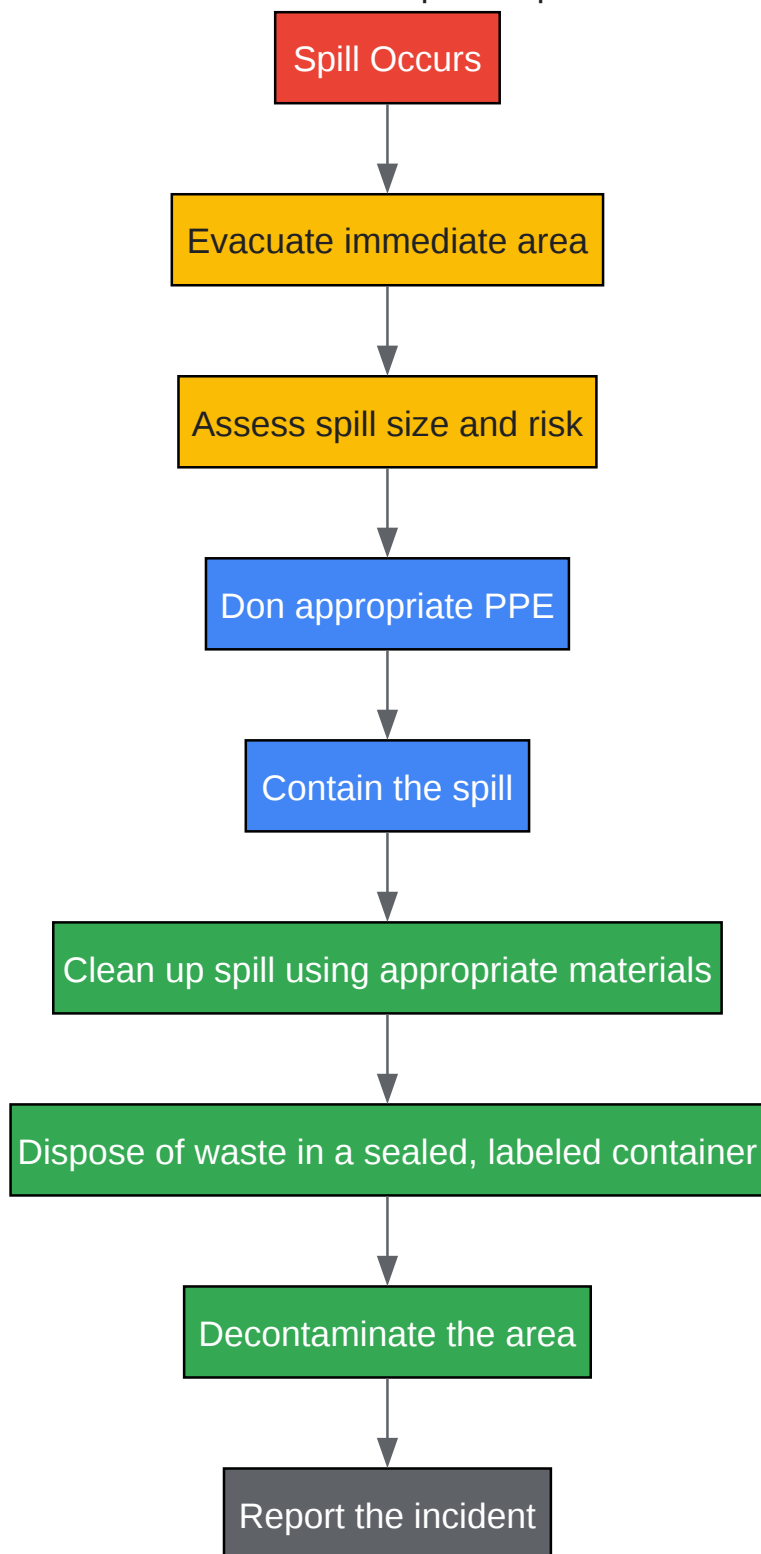 Spill Occurs
Evacuate immediate area
Assess spill size and risk
Don appropriate PPE
Contain the spill
Clean up spill using appropriate materials
Dispose of waste in a sealed, labeled container
Decontaminate the area
Report the incident